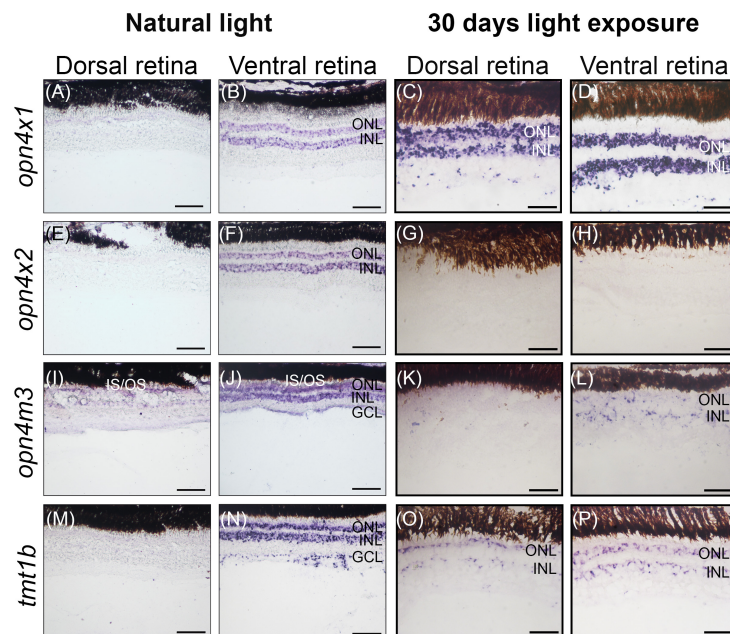 Natural light 30 days light exposure
Dorsal retina Ventral retina Dorsal retina Ventral retina
opn4x1
(A) (B) ONL INL (C) ONL INL (D) ONL INL
opn4x2
(E) (F) ONL INL (G) (H)
opn4m3
(I) IS/OS (J) IS/OS ONL INL GCL (K) (L) ONL INL
tmt1b
(M) (N) ONL INL GCL (O) ONL INL (P) ONL INL